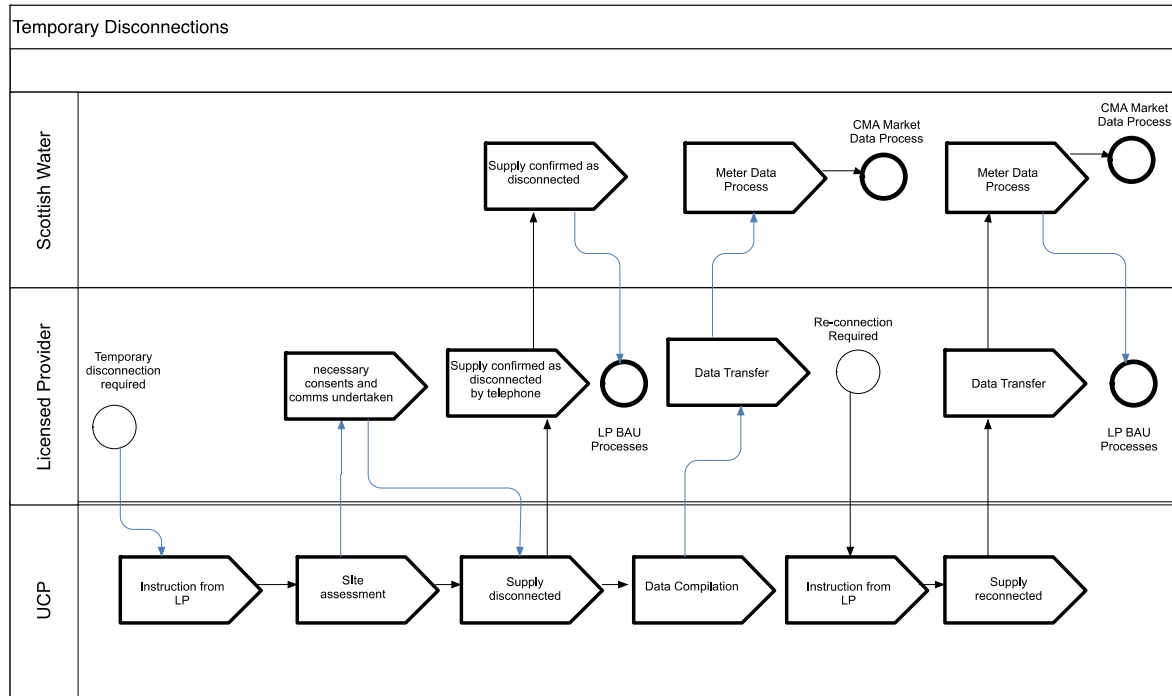 Temporary Disconnections
Scottish Water
Supply confirmed as
disconnected
Meter Data
Process
CMA Market
Data Process
Meter Data
Process
CMA Market
Data Process
Licensed Provider
Temporary
disconnection
required
necessary
consents and
comms undertaken
Supply confirmed as
disconnected
by telephone
LP BAU
Processes
Data Transfer
Re-connection
Required
Data Transfer
LP BAU
Processes
UCP
Instruction from
LP
SIte
assessment
Supply
disconnected
Data Compilation
Instruction from
LP
Supply
reconnected